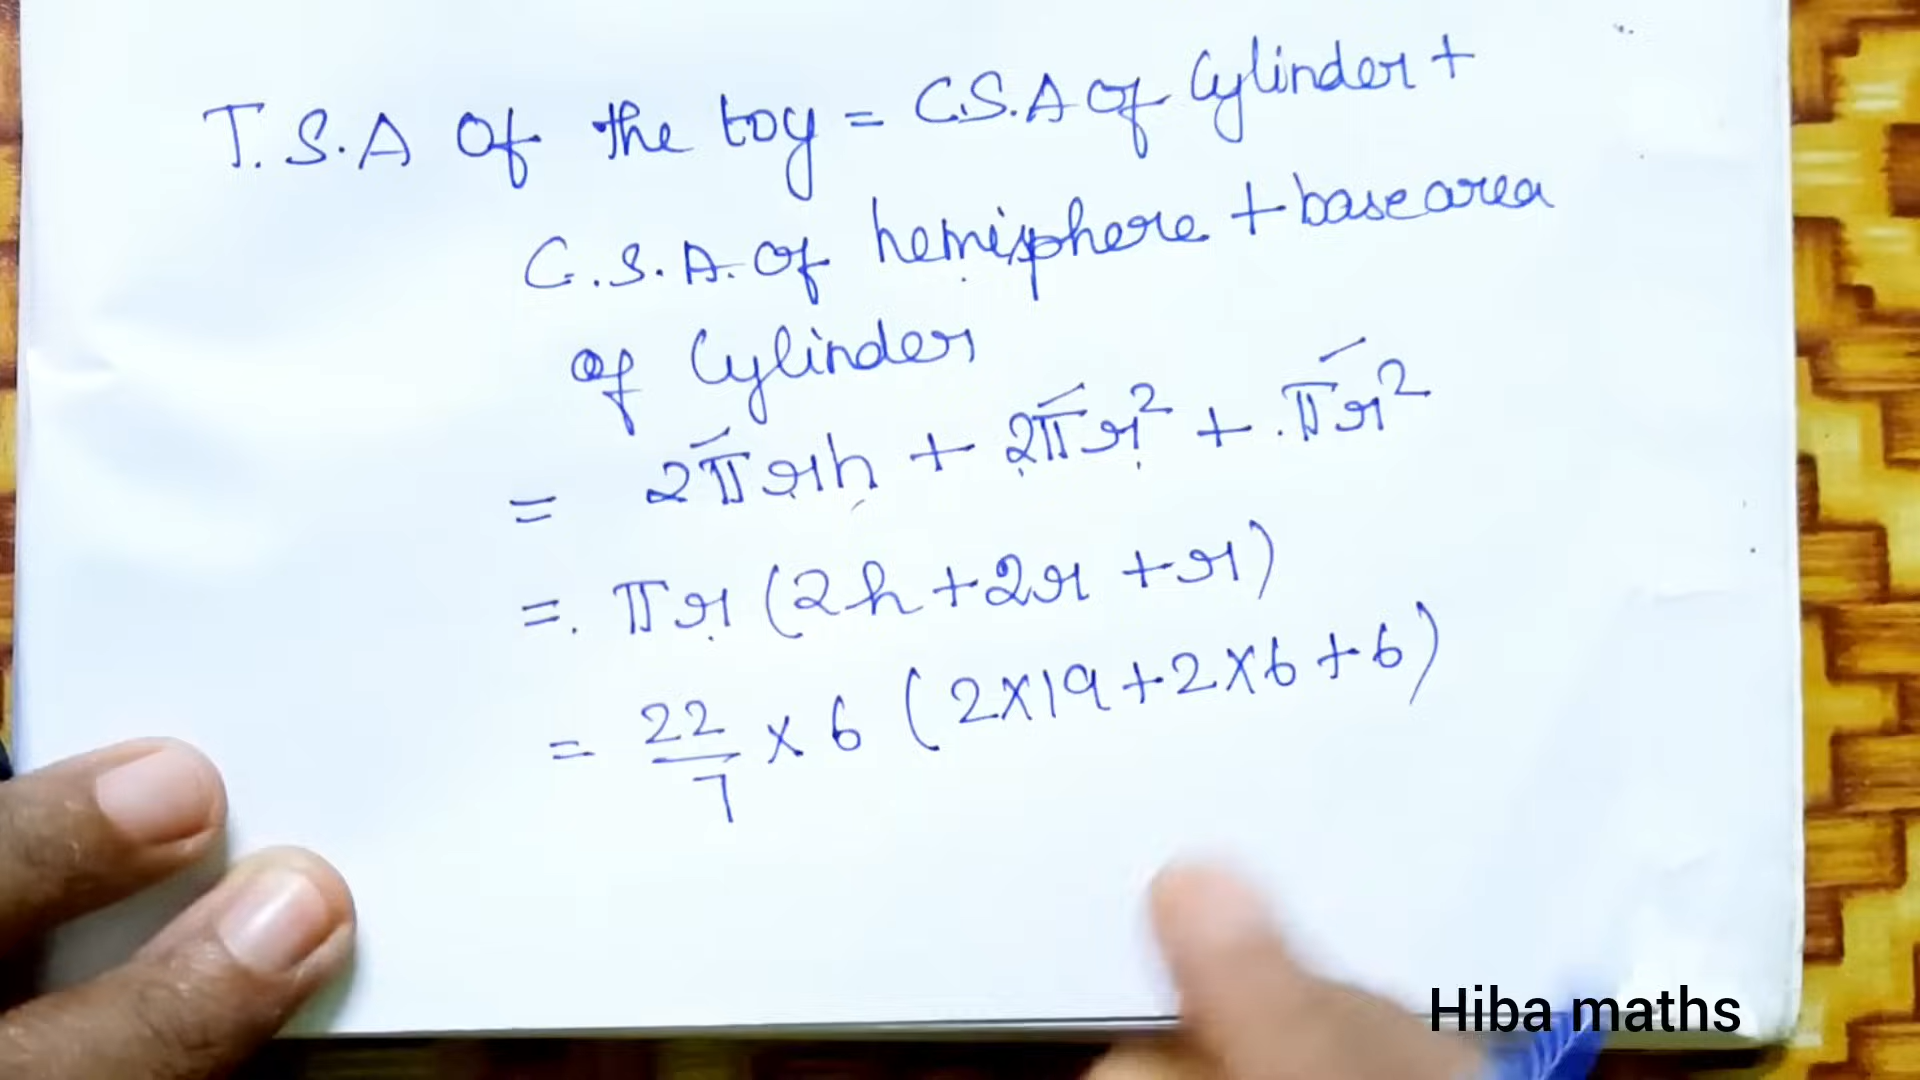 T.S.A Of the toy = C.S.A Of Cylinder +
C.S.A. Of hemisphere + base area
of Cylinder
= 2πrh + 2πr² + πr²
= πr (2h + 2r + r)
= 22/7 × 6 (2×19 + 2×6 + 6)
Hiba maths